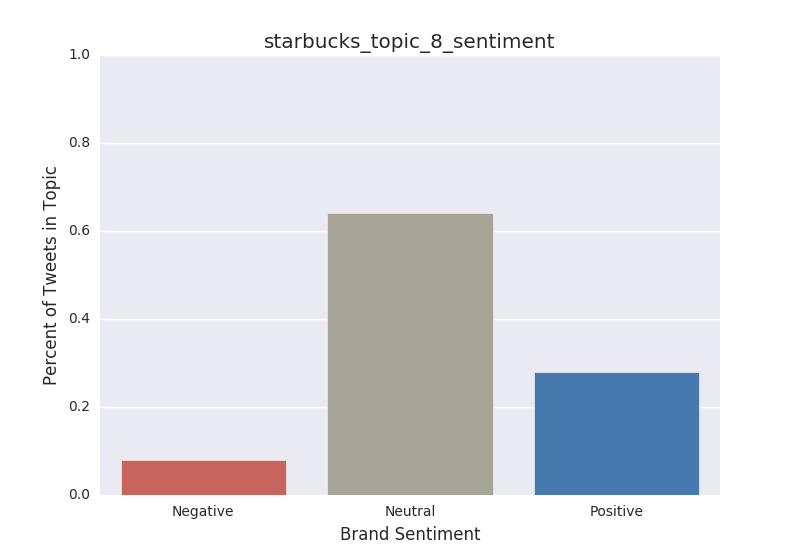 starbucks_topic_8_sentiment
1.0
0.8
0.6
0.4
0.2
0.0
Percent of Tweets in Topic
Negative Neutral Positive
Brand Sentiment